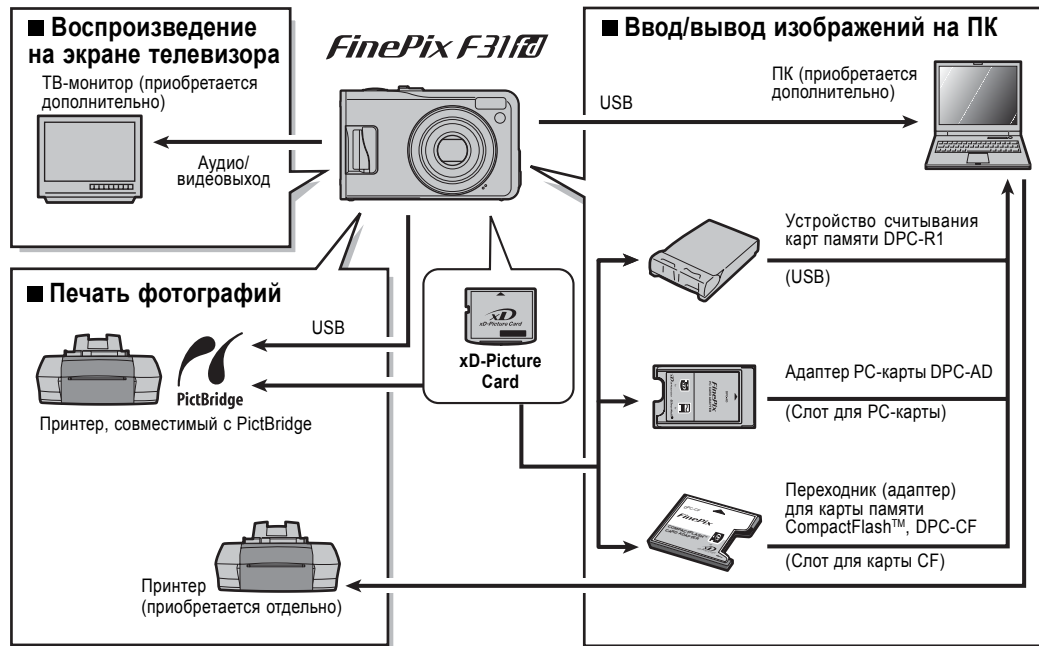 ■ Воспроизведение
на экране телевизора
ТВ-монитор (приобретается
дополнительно)
Аудио/
видеовыход
FinePix F31fd
■ Ввод/вывод изображений на ПК
USB
ПК (приобретается
дополнительно)
Устройство считывания
карт памяти DPC-R1
(USB)
Адаптер PC-карты DPC-AD
(Слот для PC-карты)
Переходник (адаптер)
для карты памяти
CompactFlash™, DPC-CF
(Слот для карты CF)
■ Печать фотографий
USB
PictBridge
Принтер, совместимый с PictBridge
xD
xD-Picture Card
xD-Picture
Card
FinePix
FinePix
xD
Принтер
(приобретается отдельно)